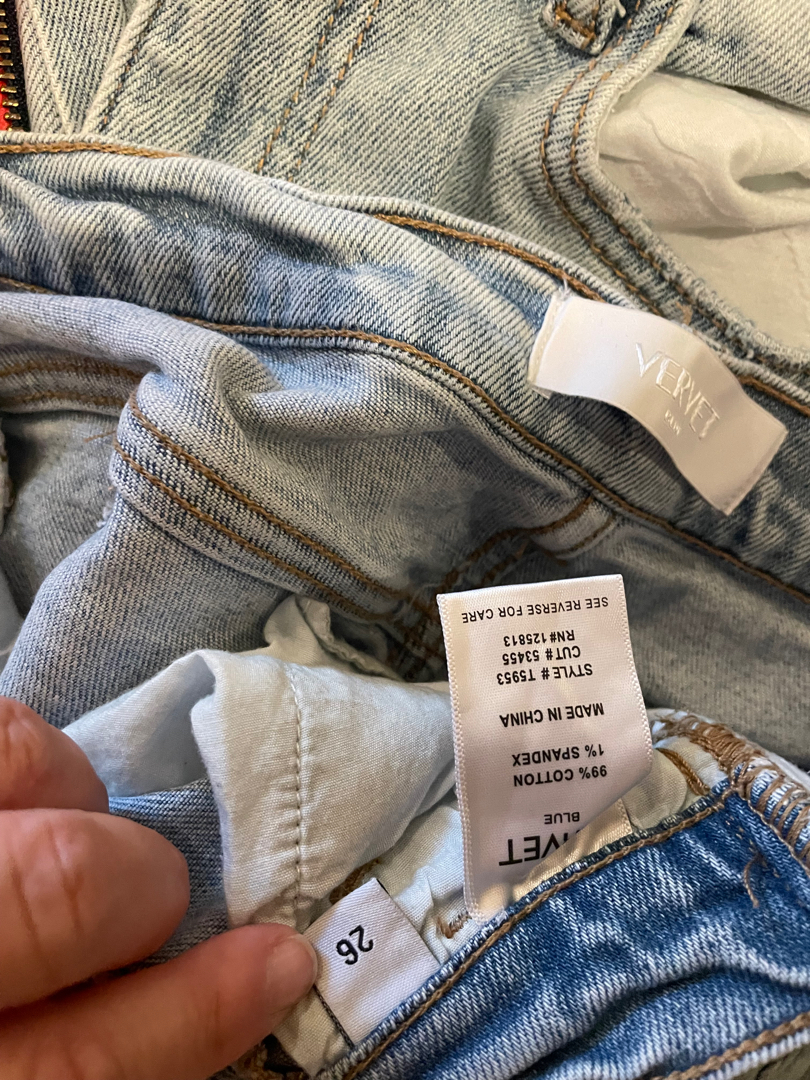 VERVET
VET
BLUE
99% COTTON
1% SPANDEX
MADE IN CHINA
STYLE# T5953
CUT# 53455
RN#125813
SEE REVERSE FOR CARE
26